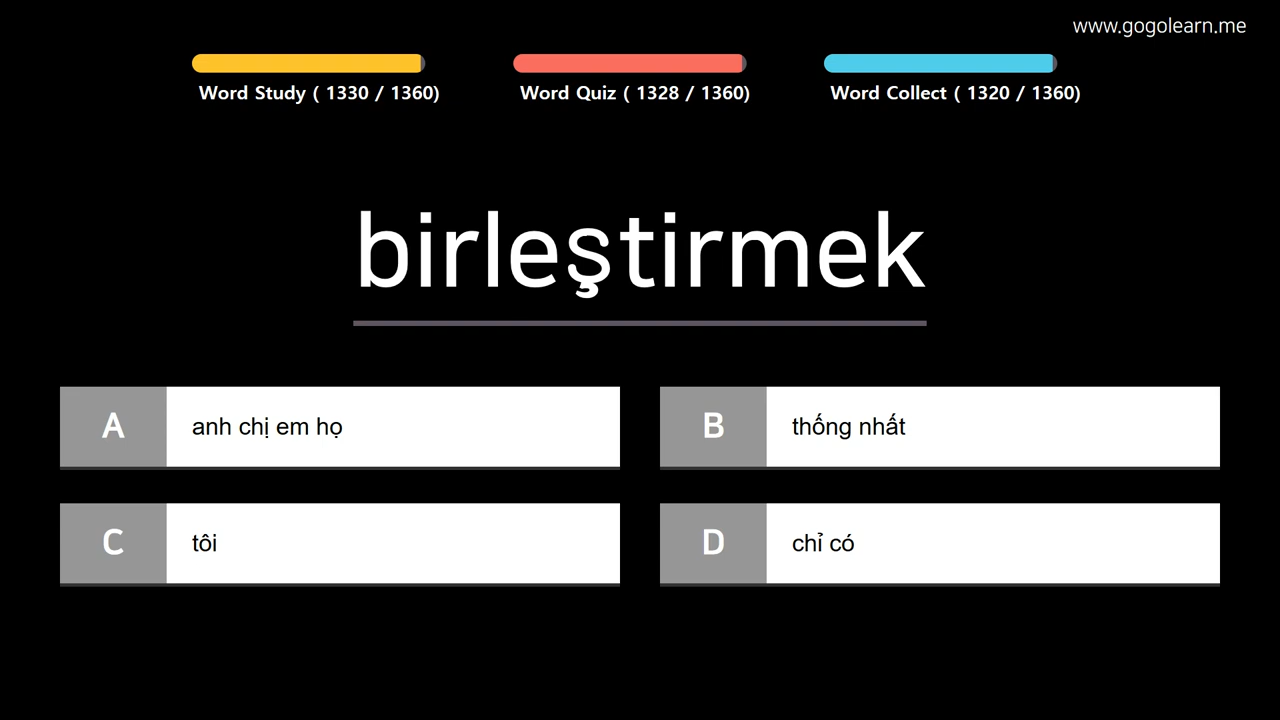 www.gogolearn.me
Word Study ( 1330 / 1360)
Word Quiz ( 1328 / 1360)
Word Collect ( 1320 / 1360)
birleştirmek
A anh chị em họ
B thống nhất
C tôi
D chỉ có